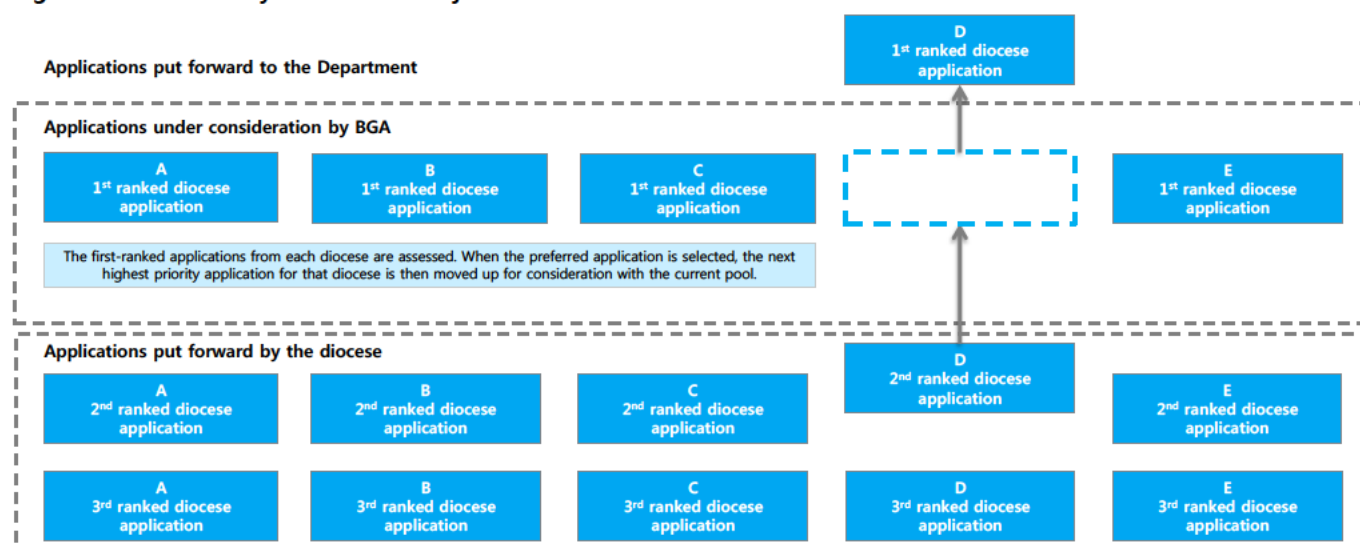 D
1st ranked diocese
application
Applications put forward to the Department
Applications under consideration by BGA
A
1st ranked diocese
application
B
1st ranked diocese
application
C
1st ranked diocese
application
E
1st ranked diocese
application
The first-ranked applications from each diocese are assessed. When the preferred application is selected, the next
highest priority application for that diocese is then moved up for consideration with the current pool.
Applications put forward by the diocese
D
2nd ranked diocese
application
A
2nd ranked diocese
application
B
2nd ranked diocese
application
C
2nd ranked diocese
application
E
2nd ranked diocese
application
A
3rd ranked diocese
application
B
3rd ranked diocese
application
C
3rd ranked diocese
application
D
3rd ranked diocese
application
E
3rd ranked diocese
application